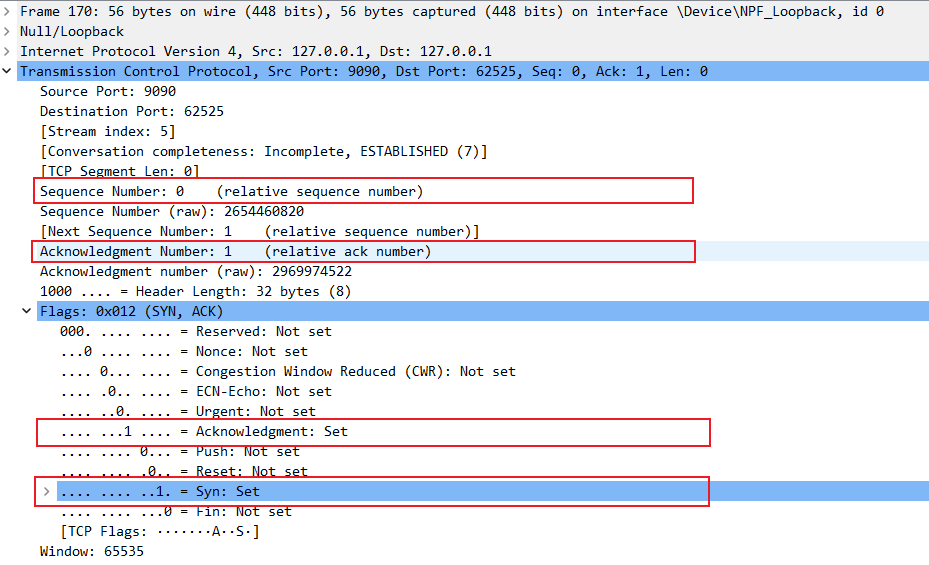 Frame 170: 56 bytes on wire (448 bits), 56 bytes captured (448 bits) on interface \Device\NPF_Loopback, id 0
Null/Loopback
Internet Protocol Version 4, Src: 127.0.0.1, Dst: 127.0.0.1
Transmission Control Protocol, Src Port: 9090, Dst Port: 62525, Seq: 0, Ack: 1, Len: 0
Source Port: 9090
Destination Port: 62525
[Stream index: 5]
[Conversation completeness: Incomplete, ESTABLISHED (7)]
[TCP Segment Len: 0]
Sequence Number: 0    (relative sequence number)
Sequence Number (raw): 2654460820
[Next Sequence Number: 1    (relative sequence number)]
Acknowledgment Number: 1    (relative ack number)
Acknowledgment number (raw): 2969974522
1000 .... = Header Length: 32 bytes (8)
Flags: 0x012 (SYN, ACK)
000. .... .... = Reserved: Not set
...0 .... .... = Nonce: Not set
.... 0... .... = Congestion Window Reduced (CWR): Not set
.... .0.. .... = ECN-Echo: Not set
.... ..0. .... = Urgent: Not set
.... ...1 .... = Acknowledgment: Set
.... .... 0... = Push: Not set
.... .... .0.. = Reset: Not set
.... .... ..1. = Syn: Set
.... .... ...0 = Fin: Not set
[TCP Flags: ·······A··S·]
Window: 65535